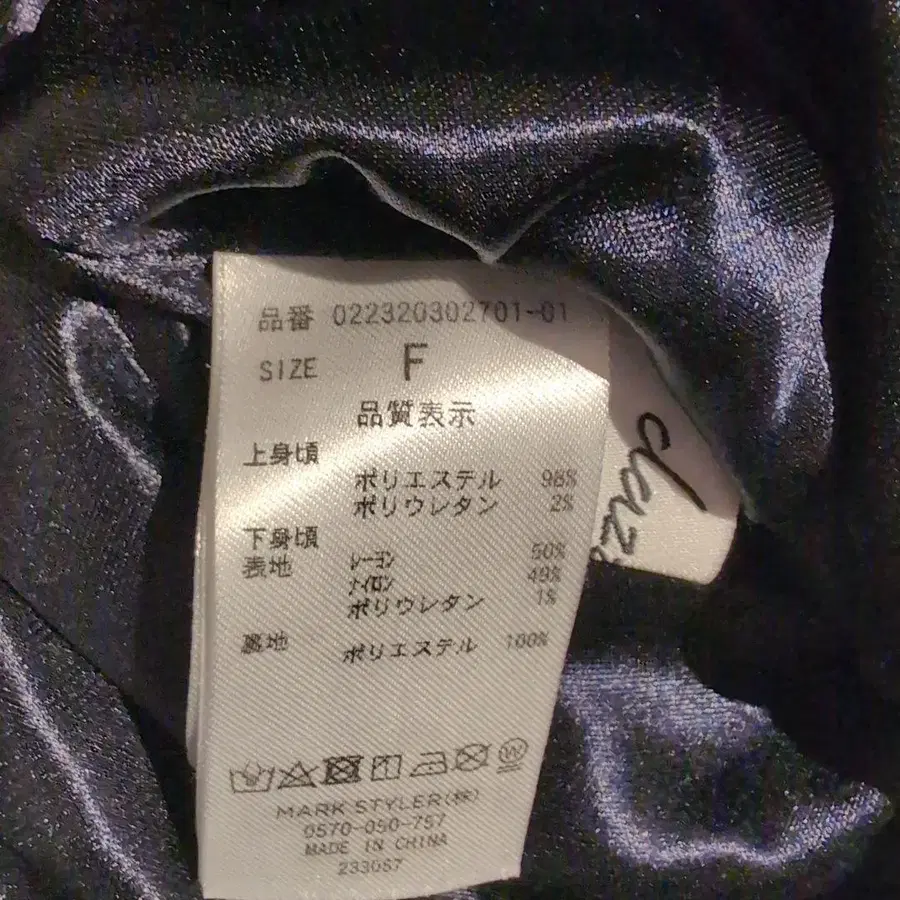 品番 022320302701-01
SIZE F
品質表示
上身頃
ポリエステル 98%
ポリウレタン 2%
下身頃
表地 レーヨン 50%
ナイロン 49%
ポリウレタン 1%
裏地 ポリエステル 100%
W
MARK STYLER(株)
0570-050-757
MADE IN CHINA
233057